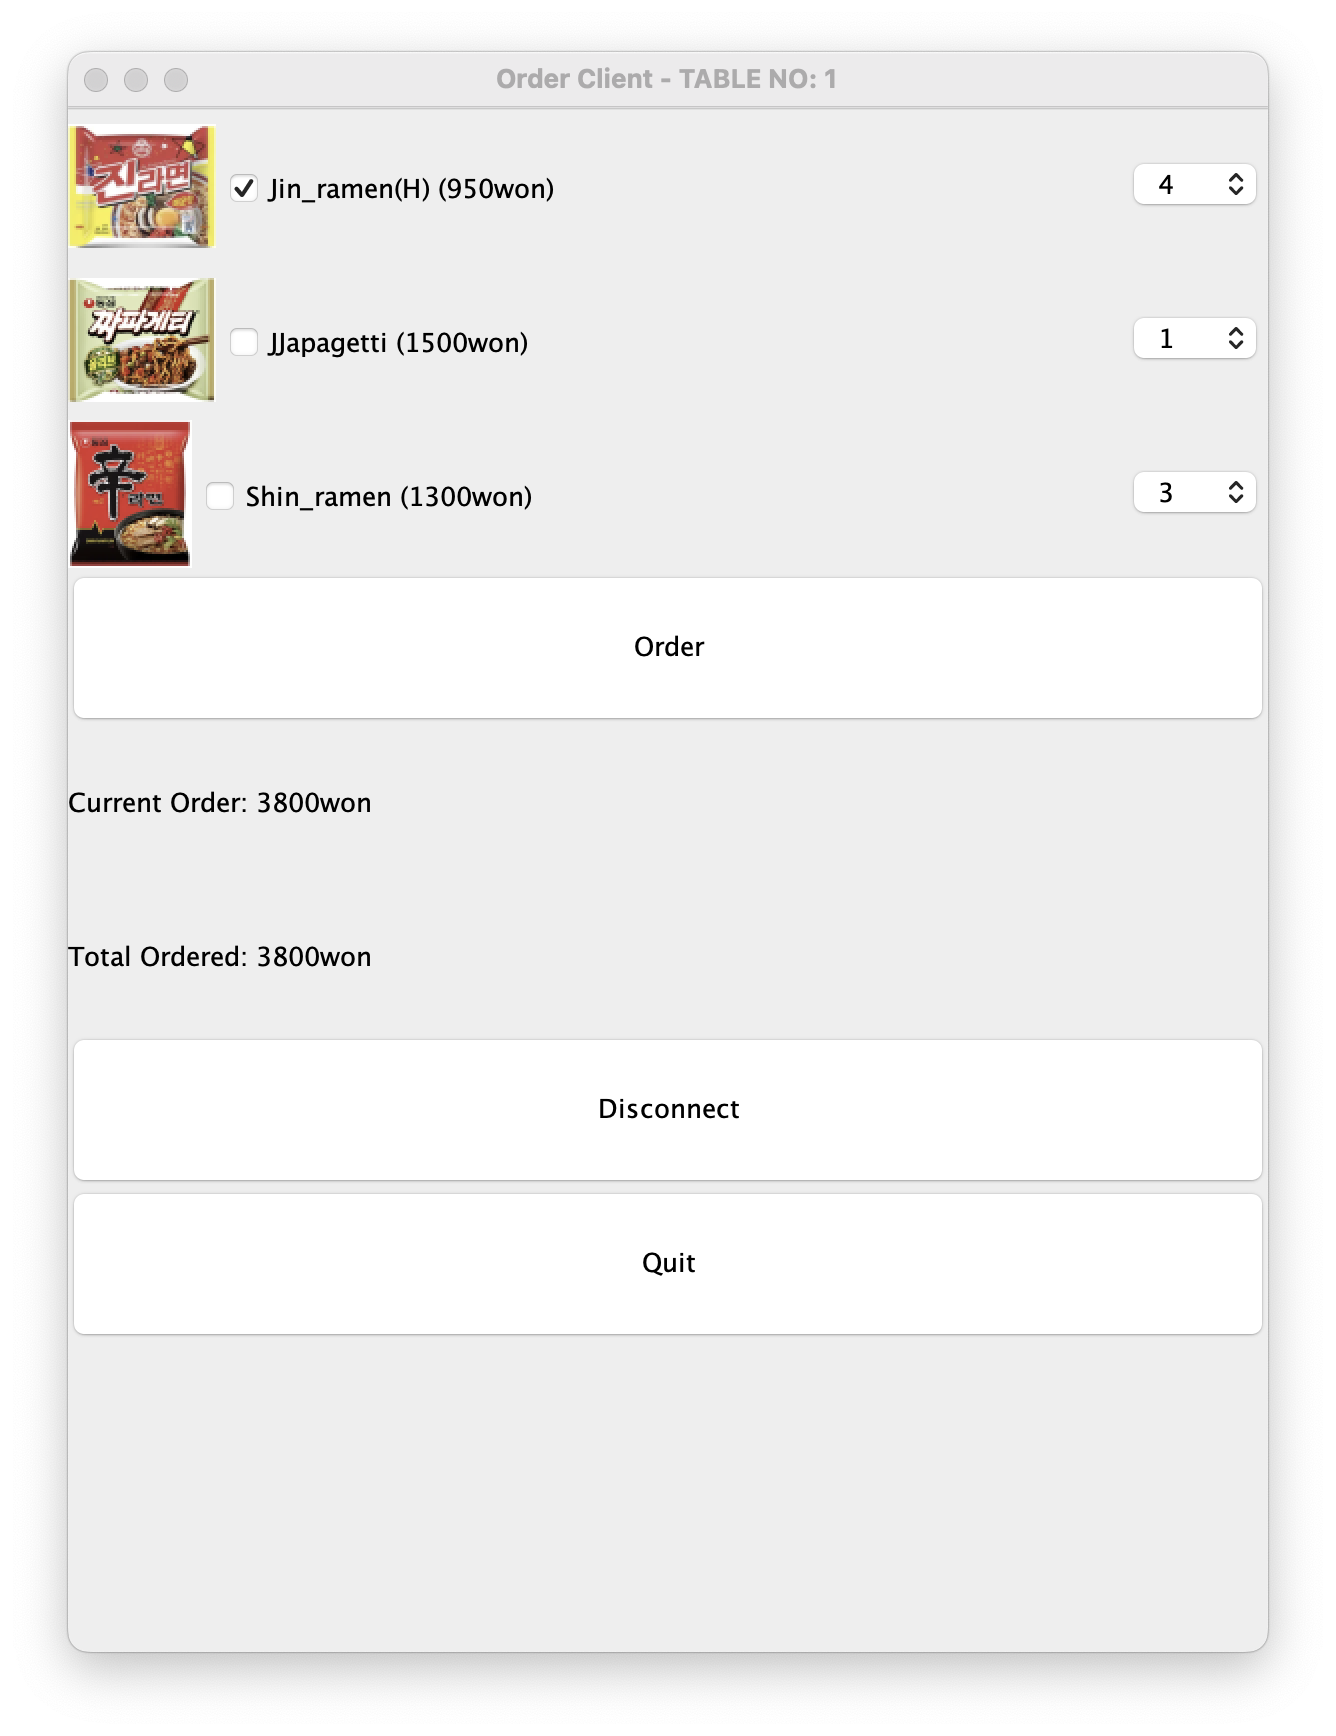 Order Client - TABLE NO: 1
진라면
Jin_ramen(H) (950won)
4
농심
짜파게티
JJapagetti (1500won)
1
농심
辛
라면
Shin_ramen (1300won)
3
Order
Current Order: 3800won
Total Ordered: 3800won
Disconnect
Quit